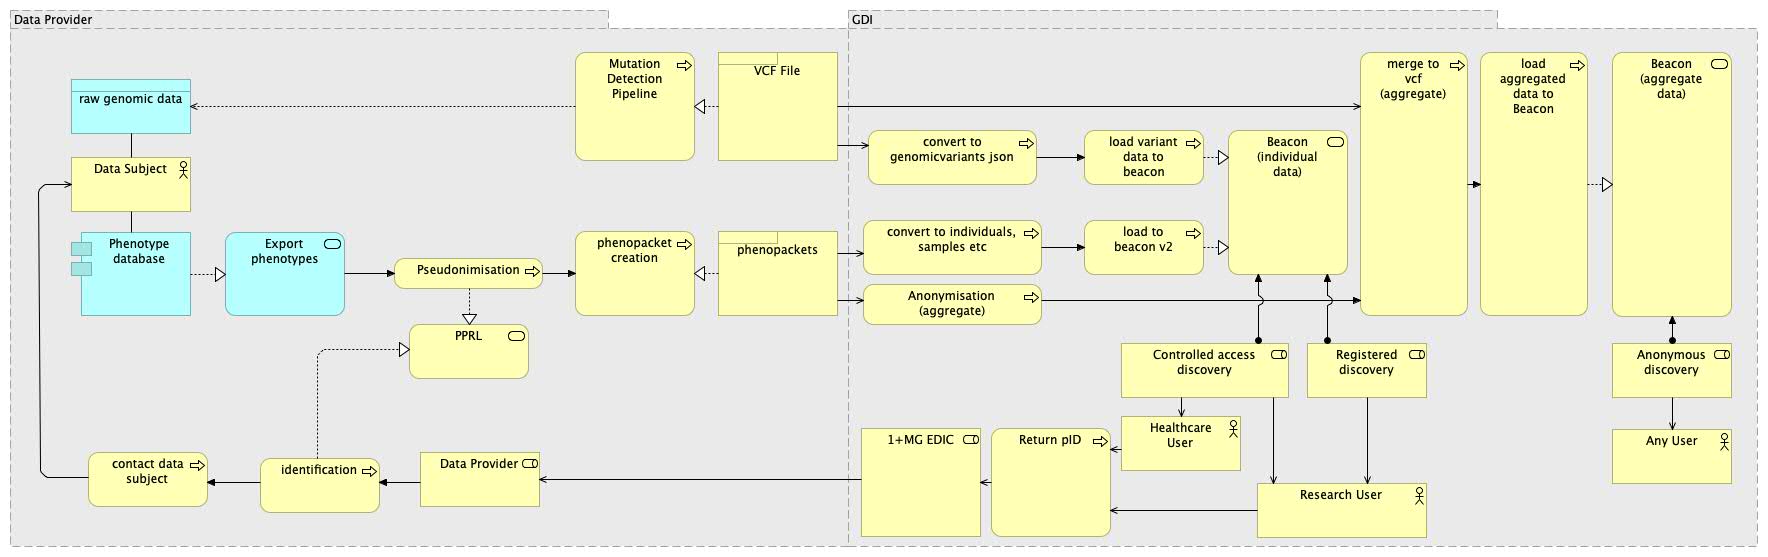 Data Provider
GDI
raw genomic data
Mutation
Detection
Pipeline
VCF File
merge to
vcf
(aggregate)
load
aggregated
data to
Beacon
Beacon
(aggregate
data)
Data Subject
convert to
genomicvariants json
load variant
data to
beacon
Beacon
(individual
data)
Phenotype
database
Export
phenotypes
Pseudonimisation
phenopacket
creation
phenopackets
convert to individuals,
samples etc
load to
beacon v2
Anonymisation
(aggregate)
PPRL
Controlled access
discovery
Registered
discovery
Anonymous
discovery
Healthcare
User
Any User
contact data
subject
identification
Data Provider
1+MG EDIC
Return pID
Research User